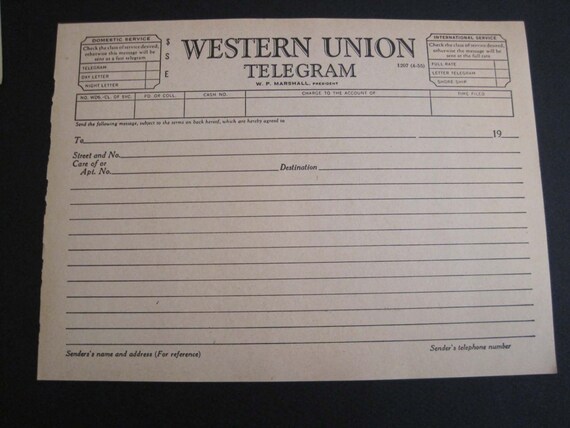 DOMESTIC SERVICE
Check the class of service desired;
otherwise this message will be
sent as a fast telegram
TELEGRAM
DAY LETTER
NIGHT LETTER
$
S
E
WESTERN UNION
TELEGRAM
W. P. MARSHALL, PRESIDENT
1207 (4-55)
INTERNATIONAL SERVICE
Check the class of service desired;
otherwise this message will be
sent at the full rate
FULL RATE
LETTER TELEGRAM
SHORE SHIP
NO. WDS.-CL. OF SVC.
PD. OR COLL.
CASH NO.
CHARGE TO THE ACCOUNT OF
TIME FILED
Send the following message, subject to the terms on back hereof, which are hereby agreed to
To
19
Street and No.
Care of or
Apt. No.
Destination
Sender's name and address (For reference)
Sender's telephone number